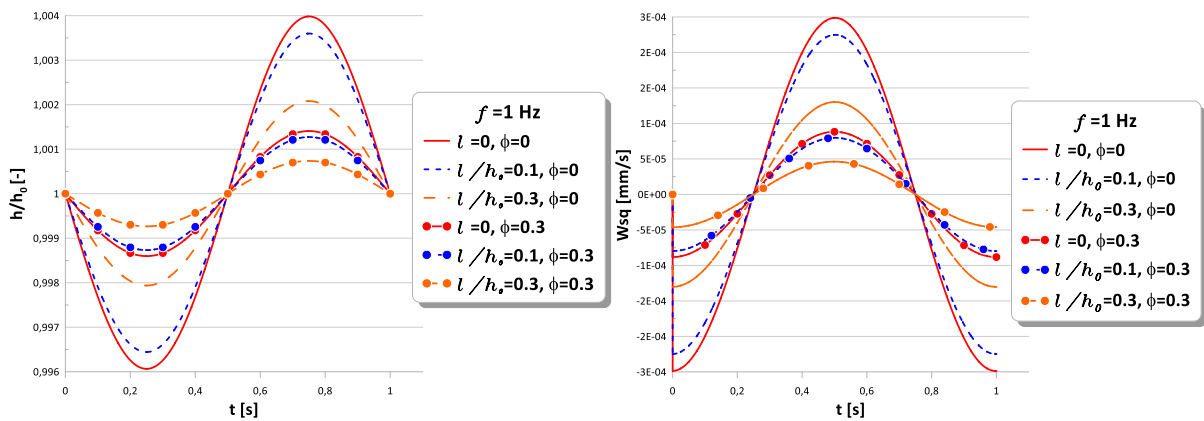 1,004
1,003
1,002
1,001
1
0,999
0,998
0,997
0,996
h/h₀ [-]
0
0,2
0,4
0,6
0,8
1
t [s]
f =1 Hz
l =0, ϕ=0
l /h₀=0.1, ϕ=0
l /h₀=0.3, ϕ=0
l =0, ϕ=0.3
l /h₀=0.1, ϕ=0.3
l /h₀=0.3, ϕ=0.3
3E-04
2E-04
2E-04
1E-04
5E-05
0E+00
-5E-05
-1E-04
-2E-04
-2E-04
-3E-04
Wsq [mm/s]
0
0,2
0,4
0,6
0,8
1
t [s]
f =1 Hz
l =0, ϕ=0
l /h₀=0.1, ϕ=0
l /h₀=0.3, ϕ=0
l =0, ϕ=0.3
l /h₀=0.1, ϕ=0.3
l /h₀=0.3, ϕ=0.3